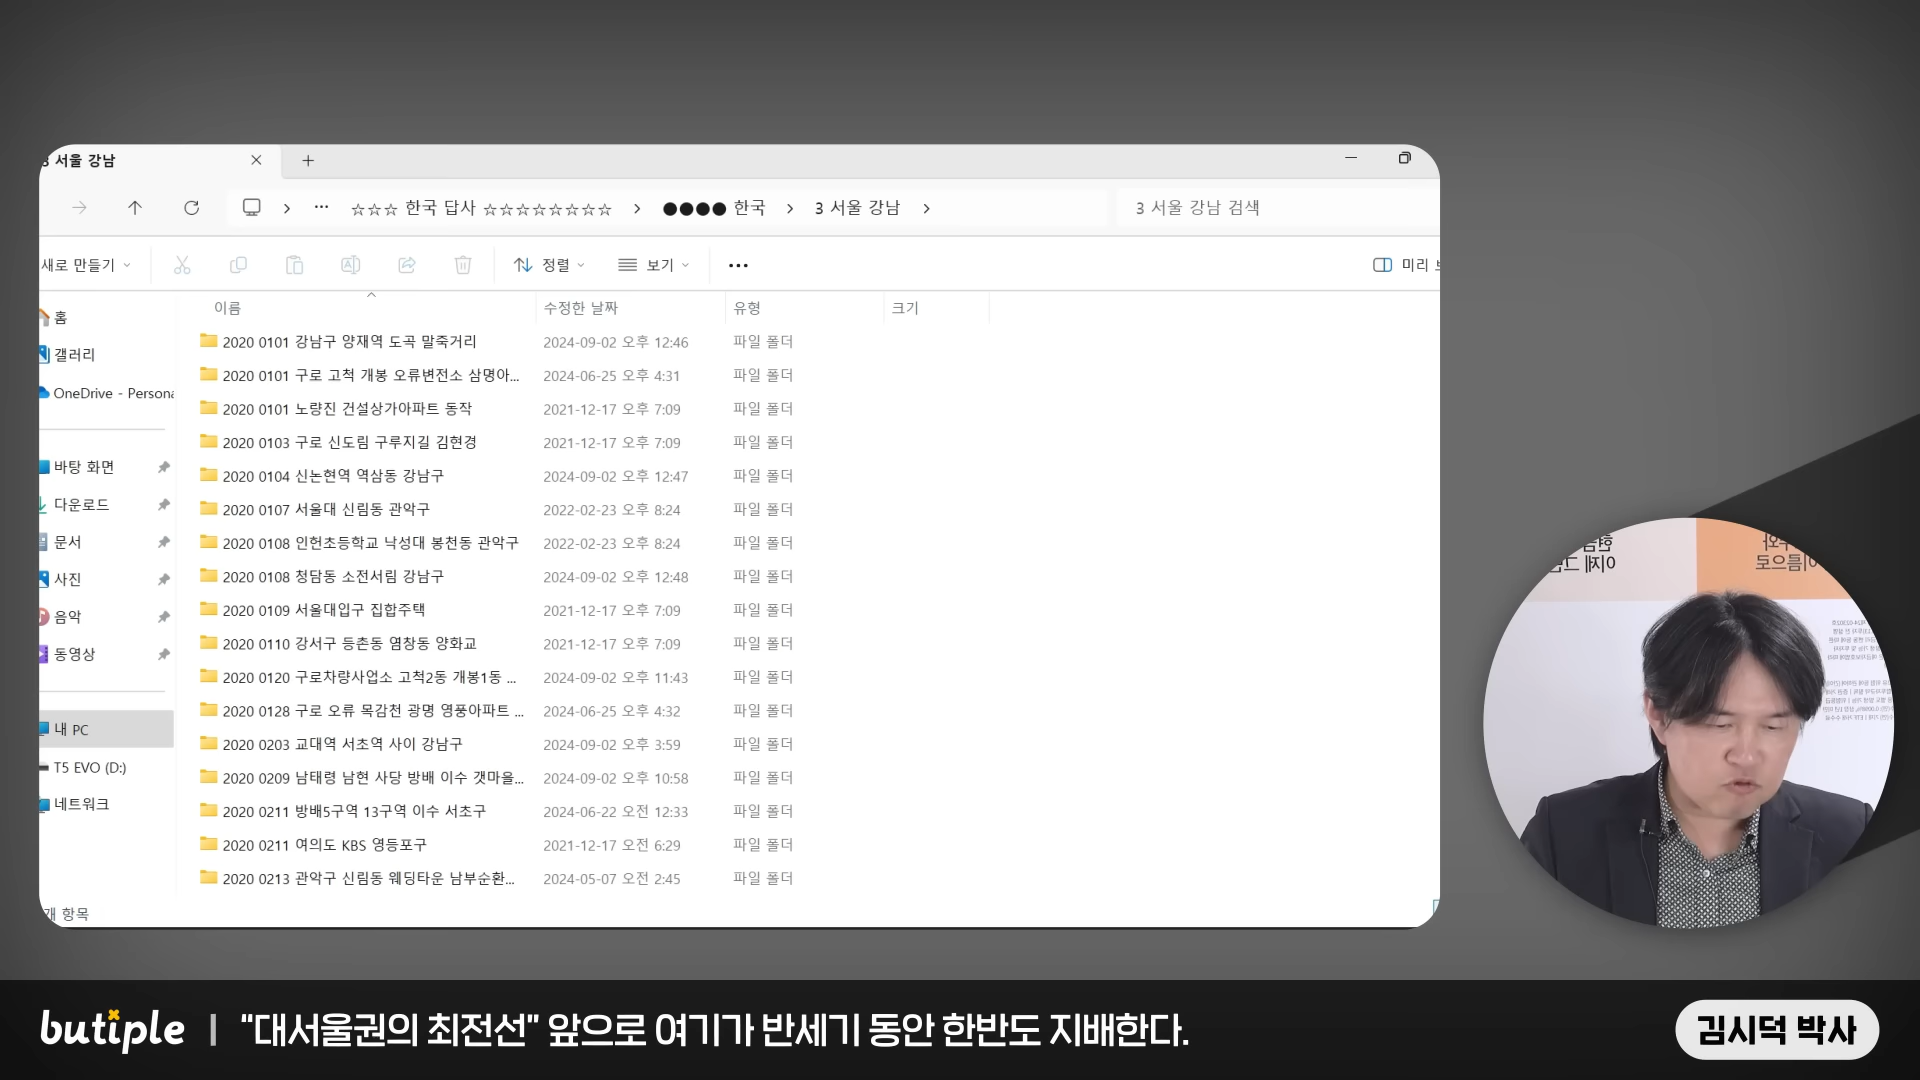 3 서울 강남
☆☆☆ 한국 답사 ☆☆☆☆☆☆☆☆ ●●●● 한국 3 서울 강남 3 서울 강남 검색
새로 만들기 정렬 보기 미리
이름 수정한 날짜 유형 크기
홈
갤러리
OneDrive - Persona
바탕 화면
다운로드
문서
사진
음악
동영상
내 PC
T5 EVO (D:)
네트워크
2020 0101 강남구 양재역 도곡 말죽거리 2024-09-02 오후 12:46 파일 폴더
2020 0101 구로 고척 개봉 오류변전소 삼명아... 2024-06-25 오후 4:31 파일 폴더
2020 0101 노량진 건설상가아파트 동작 2021-12-17 오후 7:09 파일 폴더
2020 0103 구로 신도림 구루지길 김현경 2021-12-17 오후 7:09 파일 폴더
2020 0104 신논현역 역삼동 강남구 2024-09-02 오후 12:47 파일 폴더
2020 0107 서울대 신림동 관악구 2022-02-23 오후 8:24 파일 폴더
2020 0108 인헌초등학교 낙성대 봉천동 관악구 2022-02-23 오후 8:24 파일 폴더
2020 0108 청담동 소전서림 강남구 2024-09-02 오후 12:48 파일 폴더
2020 0109 서울대입구 집합주택 2021-12-17 오후 7:09 파일 폴더
2020 0110 강서구 등촌동 염창동 양화교 2021-12-17 오후 7:09 파일 폴더
2020 0120 구로차량사업소 고척2동 개봉1동 ... 2024-09-02 오후 11:43 파일 폴더
2020 0128 구로 오류 목감천 광명 영풍아파트 ... 2024-06-25 오후 4:32 파일 폴더
2020 0203 교대역 서초역 사이 강남구 2024-09-02 오후 3:59 파일 폴더
2020 0209 남태령 남현 사당 방배 이수 갯마을... 2024-09-02 오후 10:58 파일 폴더
2020 0211 방배5구역 13구역 이수 서초구 2024-06-22 오전 12:33 파일 폴더
2020 0211 여의도 KBS 영등포구 2021-12-17 오전 6:29 파일 폴더
2020 0213 관악구 신림동 웨딩타운 남부순환... 2024-05-07 오전 2:45 파일 폴더
개 항목
이제 그
이름으로
butiple | “대서울권의 최전선” 앞으로 여기가 반세기 동안 한반도 지배한다.
김시덕 박사